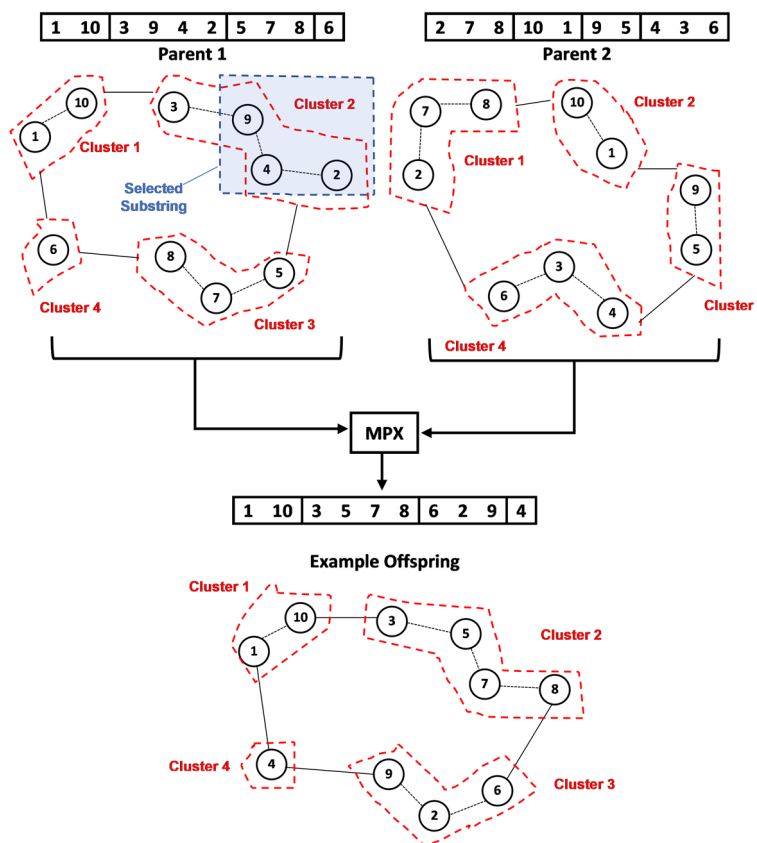 1 10 3 9 4 2 5 7 8 6
2 7 8 10 1 9 5 4 3 6
Parent 1
Parent 2
3
9
10
1
Cluster 1
Cluster 2
4
2
Selected
Substring
6
Cluster 4
8
7
5
Cluster 3
7
8
2
Cluster 1
10
1
Cluster 2
9
5
Cluster
6
3
4
Cluster 4
MPX
1 10 3 5 7 8 6 2 9 4
Example Offspring
Cluster 1
10
1
3
5
7
8
Cluster 2
4
Cluster 4
9
2
6
Cluster 3